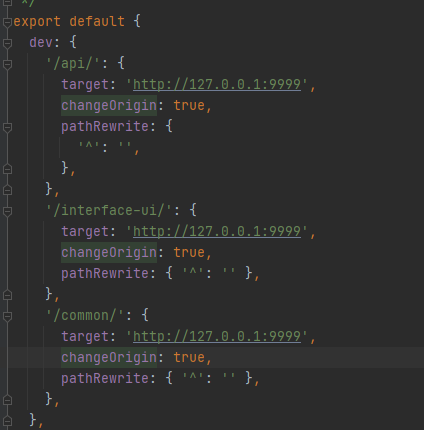 */
export default {
  dev: {
    '/api/': {
      target: 'http://127.0.0.1:9999',
      changeOrigin: true,
      pathRewrite: {
        '^': '',
      },
    },
    '/interface-ui/': {
      target: 'http://127.0.0.1:9999',
      changeOrigin: true,
      pathRewrite: { '^': '' },
    },
    '/common/': {
      target: 'http://127.0.0.1:9999',
      changeOrigin: true,
      pathRewrite: { '^': '' },
    },
  },